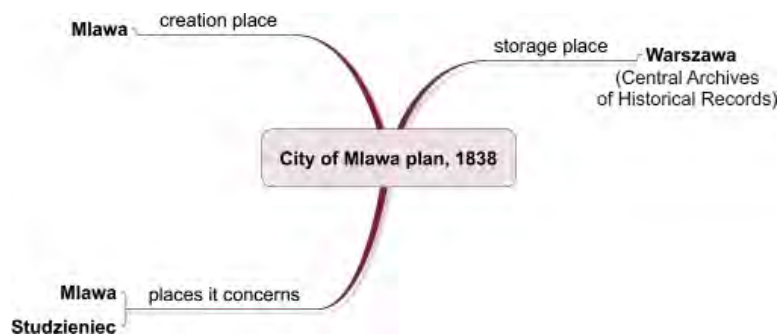 Mlawa
creation place
storage place
Warszawa
(Central Archives
of Historical Records)
City of Mlawa plan, 1838
Mlawa
places it concerns
Studzieniec